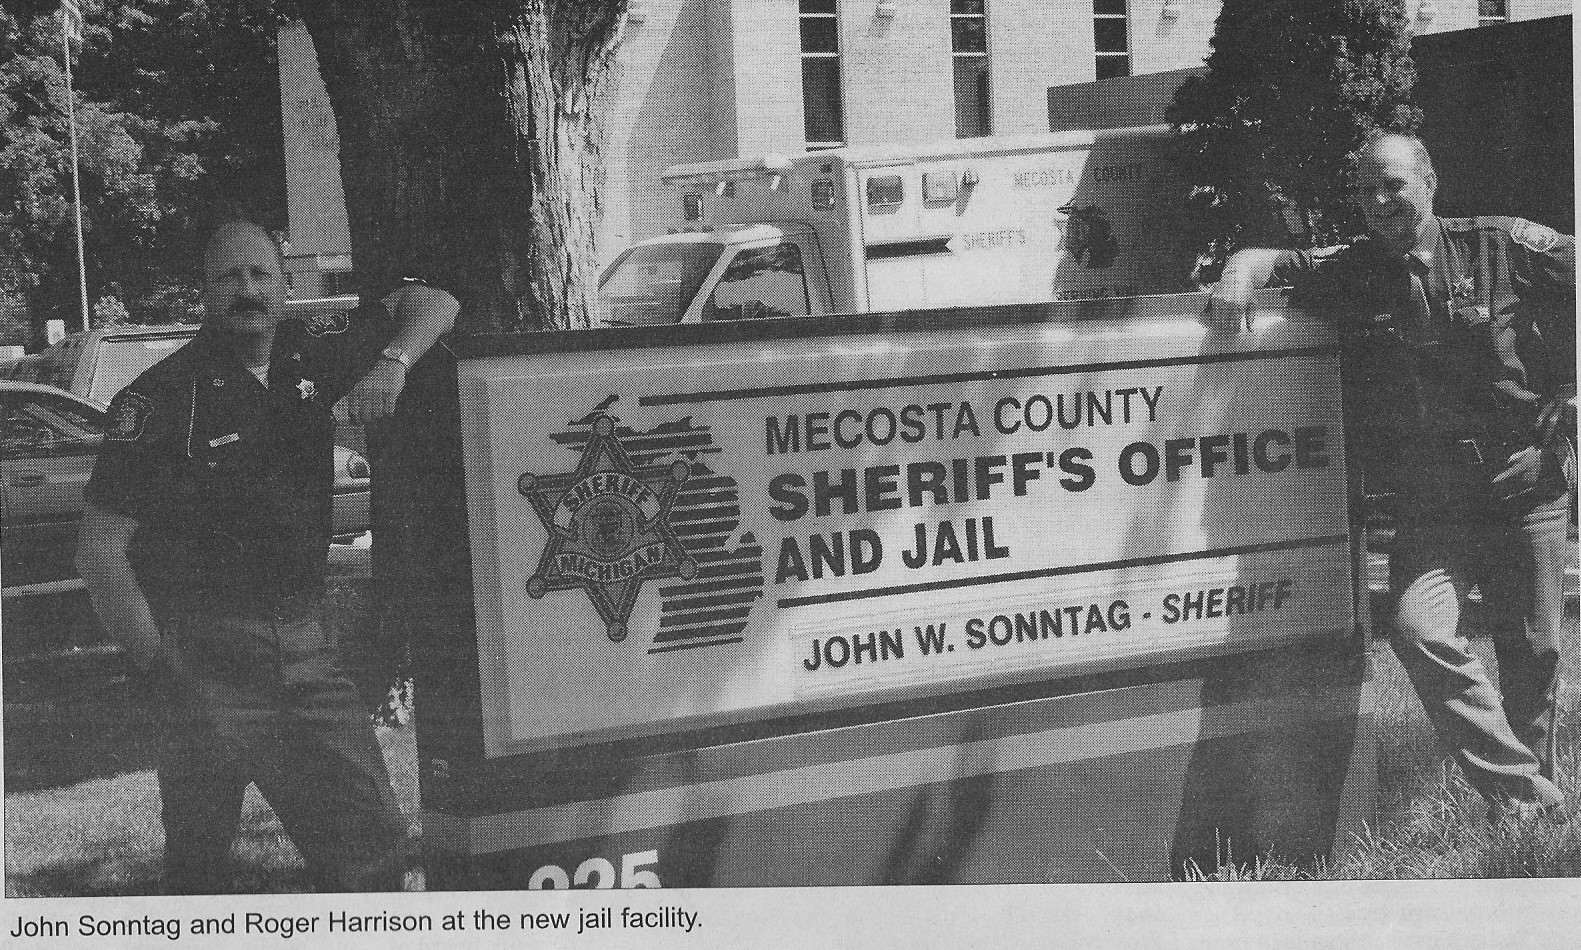 MECOSTA COUNTY
SHERIFF'S
MECOSTA COUNTY
SHERIFF'S OFFICE
AND JAIL
SHERIFF
MICHIGAN
JOHN W. SONNTAG - SHERIFF
John Sonntag and Roger Harrison at the new jail facility.